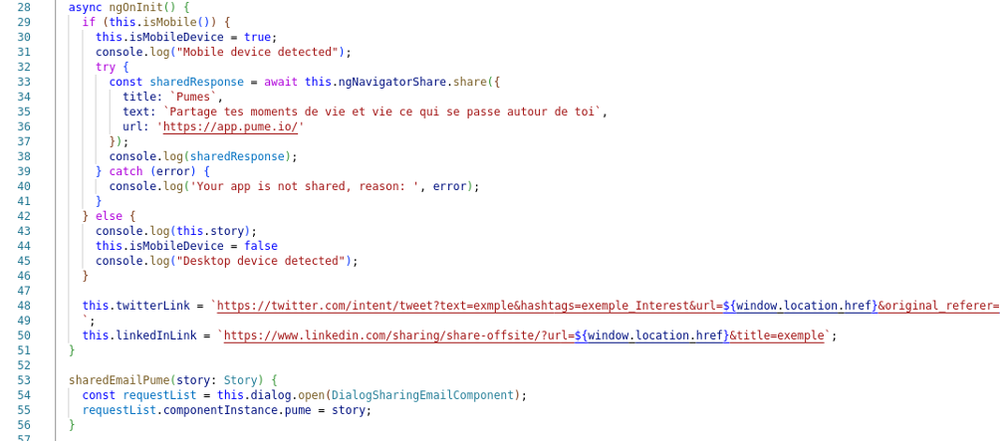 28 async ngOnInit() {
29 if (this.isMobile()) {
30 this.isMobileDevice = true;
31 console.log("Mobile device detected");
32 try {
33 const sharedResponse = await this.ngNavigatorShare.share({
34 title: `Pumes`,
35 text: `Partage tes moments de vie et vie ce qui se passe autour de toi`,
36 url: 'https://app.pume.io/'
37 });
38 console.log(sharedResponse);
39 } catch (error) {
40 console.log('Your app is not shared, reason: ', error);
41 }
42 } else {
43 console.log(this.story);
44 this.isMobileDevice = false
45 console.log("Desktop device detected");
46 }
47
48 this.twitterLink = `https://twitter.com/intent/tweet?text=exmple&hashtags=exemple_Interest&url=${window.location.href}&original_referer=
49 `;
50 this.linkedInLink = `https://www.linkedin.com/sharing/share-offsite/?url=${window.location.href}&title=exemple`;
51 }
52
53 sharedEmailPume(story: Story) {
54 const requestList = this.dialog.open(DialogSharingEmailComponent);
55 requestList.componentInstance.pume = story;
56 }
57